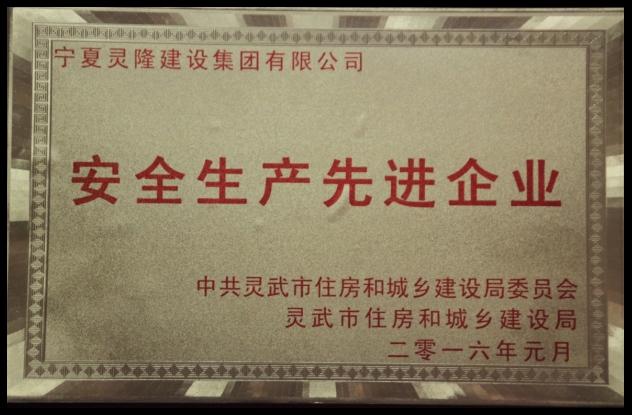 宁夏灵隆建设集团有限公司
安全生产先进企业
中共灵武市住房和城乡建设局委员会
灵武市住房和城乡建设局
二零一六年元月